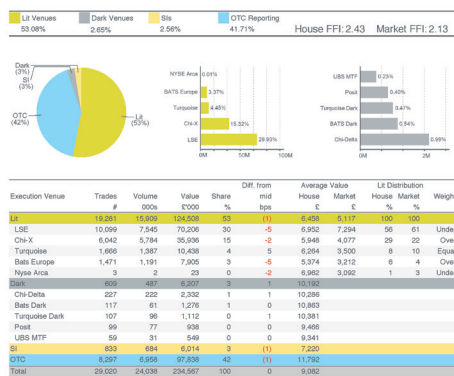 Lit Venues Dark Venues SIs OTC Reporting
53.08% 2.65% 2.56% 41.71% House FFI: 2.43 Market FFI: 2.13
Dark (3%)
SI (3%)
OTC (42%)
Lit (53%)
NYSE Arca 0.01%
BATS Europe 3.37%
Turquoise 4.46%
Chi-X 15.32%
LSE 29.93%
0M 50M 100M
UBS MTF 0.25%
Posit 0.40%
Turquoise Dark 0.47%
BATS Dark 0.54%
Chi-Delta 0.99%
0M 2M
Diff. from Average Value Lit Distribution
Execution Venue Trades Volume Value Share mid House Market House Market Weigh
# 000s £'000 % bps £ £ % %
Lit 19,281 15,909 124,508 53 (1) 6,458 5,117 100 100
LSE 10,099 7,545 70,206 30 -5 6,952 7,294 56 61 Unde
Chi-X 6,042 5,784 35,936 15 -2 5,948 4,077 29 22 Ove
Turquoise 1,666 1,387 10,438 4 5 6,264 3,500 8 10 Equa
Bats Europe 1,471 1,191 7,905 3 -5 5,374 3,212 6 4 Ove
Nyse Arca 3 2 23 0 -2 6,962 3,092 1 3 Unde
Dark 609 487 6,207 3 1 10,192
Chi-Delta 227 222 2,332 1 1 10,286
Bats Dark 117 61 1,276 1 0 10,863
Turquoise Dark 107 96 1,112 0 1 10,381
Posit 99 77 938 0 0 9,466
UBS MTF 59 31 549 0 0 9,341
SI 833 684 6,014 3 (1) 7,220
OTC 8,297 6,958 97,838 42 (1) 11,792
Total 29,020 24,038 234,567 100 0 9,082